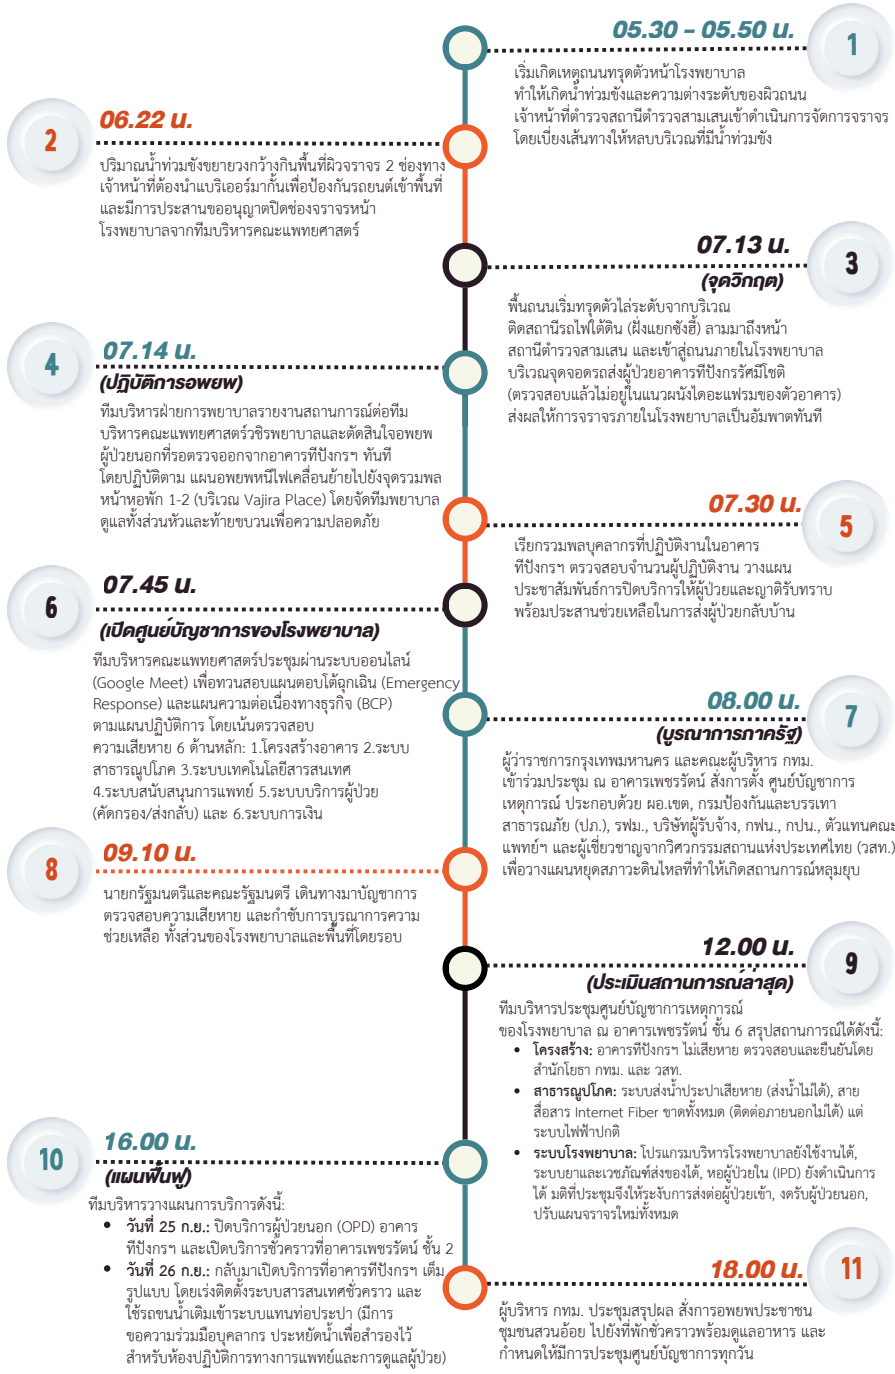 1
05.30 - 05.50 น.
เริ่มเกิดเหตุถนนทรุดตัวหน้าโรงพยาบาล
ทำให้เกิดน้ำท่วมขังและความต่างระดับของผิวถนน
เจ้าหน้าที่ตำรวจสถานีตำรวจสามเสนเข้าดำเนินการจัดการจราจร
โดยเบี่ยงเส้นทางให้หลบบริเวณที่มีน้ำท่วมขัง
2
06.22 น.
ปริมาณน้ำท่วมขังขยายวงกว้างกินพื้นที่ผิวจราจร 2 ช่องทาง
เจ้าหน้าที่ต้องนำแบริเออร์มากั้นเพื่อป้องกันรถยนต์เข้าพื้นที่
และมีการประสานขออนุญาตปิดช่องจราจรหน้า
โรงพยาบาลจากทีมบริหารคณะแพทยศาสตร์
3
07.13 น.
(จุดวิกฤต)
พื้นถนนเริ่มทรุดตัวไล่ระดับจากบริเวณ
ติดสถานีรถไฟใต้ดิน (ฝั่งแยกซังฮี้) ลามมาถึงหน้า
สถานีตำรวจสามเสน และเข้าสู่ถนนภายในโรงพยาบาล
บริเวณจุดจอดรถส่งผู้ป่วยอาคารทีปังกรรัศมีโชติ
(ตรวจสอบแล้วไม่อยู่ในแนวผนังไดอะแฟรมของตัวอาคาร)
ส่งผลให้การจราจรภายในโรงพยาบาลเป็นอัมพาตทันที
4
07.14 น.
(ปฏิบัติการอพยพ)
ทีมบริหารฝ่ายการพยาบาลรายงานสถานการณ์ต่อทีม
บริหารคณะแพทยศาสตร์วชิรพยาบาลและตัดสินใจอพยพ
ผู้ป่วยนอกที่รอตรวจออกจากอาคารทีปังกรฯ ทันที
โดยปฏิบัติตาม แผนอพยพหนีไฟเคลื่อนย้ายไปยังจุดรวมพล
หน้าหอพัก 1-2 (บริเวณ Vajira Place) โดยจัดทีมพยาบาล
ดูแลทั้งส่วนหัวและท้ายขบวนเพื่อความปลอดภัย
5
07.30 น.
เรียกรวมพลบุคลากรที่ปฏิบัติงานในอาคาร
ทีปังกรฯ ตรวจสอบจำนวนผู้ปฏิบัติงาน วางแผน
ประชาสัมพันธ์การปิดบริการให้ผู้ป่วยและญาติรับทราบ
พร้อมประสานช่วยเหลือในการส่งผู้ป่วยกลับบ้าน
6
07.45 น.
(เปิดศูนย์บัญชาการของโรงพยาบาล)
ทีมบริหารคณะแพทยศาสตร์ประชุมผ่านระบบออนไลน์
(Google Meet) เพื่อทวนสอบแผนตอบโต้ฉุกเฉิน (Emergency
Response) และแผนความต่อเนื่องทางธุรกิจ (BCP)
ตามแผนปฏิบัติการ โดยเน้นตรวจสอบ
ความเสียหาย 6 ด้านหลัก: 1.โครงสร้างอาคาร 2.ระบบ
สาธารณูปโภค 3.ระบบเทคโนโลยีสารสนเทศ
4.ระบบสนับสนุนการแพทย์ 5.ระบบบริการผู้ป่วย
(คัดกรอง/ส่งกลับ) และ 6.ระบบการเงิน
7
08.00 น.
(บูรณาการภาครัฐ)
ผู้ว่าราชการกรุงเทพมหานคร และคณะผู้บริหาร กทม.
เข้าร่วมประชุม ณ อาคารเพชรรัตน์ สั่งการตั้ง ศูนย์บัญชาการ
เหตุการณ์ ประกอบด้วย ผอ.เขต, กรมป้องกันและบรรเทา
สาธารณภัย (ปภ.), รฟม., บริษัทผู้รับจ้าง, กฟน., กปน., ตัวแทนคณะ
แพทย์ฯ และผู้เชี่ยวชาญจากวิศวกรรมสถานแห่งประเทศไทย (วสท.)
เพื่อวางแผนหยุดสภาวะดินไหลที่ทำให้เกิดสถานการณ์หลุมยุบ
8
09.10 น.
นายกรัฐมนตรีและคณะรัฐมนตรี เดินทางมาบัญชาการ
ตรวจสอบความเสียหาย และกำชับการบูรณาการความ
ช่วยเหลือ ทั้งส่วนของโรงพยาบาลและพื้นที่โดยรอบ
9
12.00 น.
(ประเมินสถานการณ์ล่าสุด)
ทีมบริหารประชุมศูนย์บัญชาการเหตุการณ์
ของโรงพยาบาล ณ อาคารเพชรรัตน์ ชั้น 6 สรุปสถานการณ์ได้ดังนี้:
• โครงสร้าง: อาคารทีปังกรฯ ไม่เสียหาย ตรวจสอบและยืนยันโดย
สำนักโยธา กทม. และ วสท.
• สาธารณูปโภค: ระบบส่งน้ำประปาเสียหาย (ส่งน้ำไม่ได้), สาย
สื่อสาร Internet Fiber ขาดทั้งหมด (ติดต่อภายนอกไม่ได้) แต่
ระบบไฟฟ้าปกติ
• ระบบโรงพยาบาล: โปรแกรมบริหารโรงพยาบาลยังใช้งานได้,
ระบบยาและเวชภัณฑ์ส่งของได้, หอผู้ป่วยใน (IPD) ยังดำเนินการ
ได้ มติที่ประชุมจึงให้ระงับการส่งต่อผู้ป่วยเข้า, งดรับผู้ป่วยนอก,
ปรับแผนจราจรใหม่ทั้งหมด
10
16.00 น.
(แผนฟื้นฟู)
ทีมบริหารวางแผนการบริการดังนี้:
• วันที่ 25 ก.ย.: ปิดบริการผู้ป่วยนอก (OPD) อาคาร
ทีปังกรฯ และเปิดบริการชั่วคราวที่อาคารเพชรรัตน์ ชั้น 2
• วันที่ 26 ก.ย.: กลับมาเปิดบริการที่อาคารทีปังกรฯ เต็ม
รูปแบบ โดยเร่งติดตั้งระบบสารสนเทศชั่วคราว และ
ใช้รถขนน้ำเติมเข้าระบบแทนท่อประปา (มีการ
ขอความร่วมมือบุคลากร ประหยัดน้ำเพื่อสำรองไว้
สำหรับห้องปฏิบัติการทางการแพทย์และการดูแลผู้ป่วย)
11
18.00 น.
ผู้บริหาร กทม. ประชุมสรุปผล สั่งการอพยพประชาชน
ชุมชนสวนอ้อย ไปยังที่พักชั่วคราวพร้อมดูแลอาหาร และ
กำหนดให้มีการประชุมศูนย์บัญชาการทุกวัน